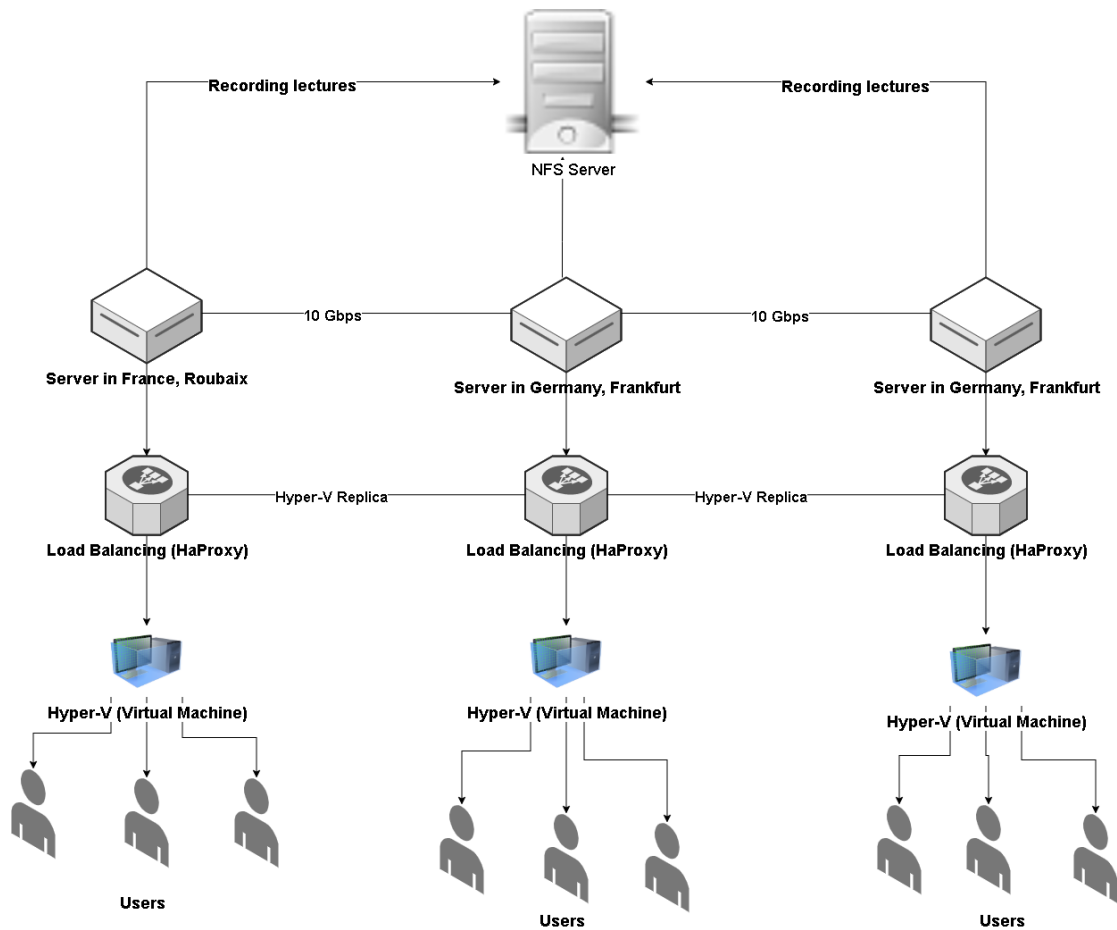 Recording lectures
Recording lectures
NFS Server
10 Gbps
10 Gbps
Server in France, Roubaix
Server in Germany, Frankfurt
Server in Germany, Frankfurt
Hyper-V Replica
Hyper-V Replica
Load Balancing (HaProxy)
Load Balancing (HaProxy)
Load Balancing (HaProxy)
Hyper-V (Virtual Machine)
Hyper-V (Virtual Machine)
Hyper-V (Virtual Machine)
Users
Users
Users